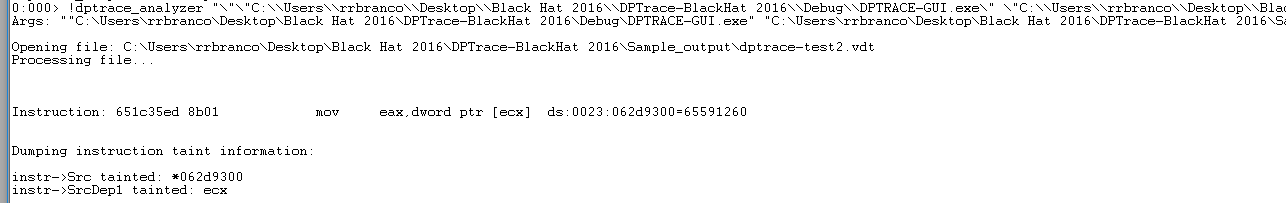 0:000> !dptrace_analyzer "\"\"C:\\Users\\rrbranco\\Desktop\\Black Hat 2016\\DPTrace-BlackHat 2016\\Debug\\DPTRACE-GUI.exe\" \"C:\\Users\\rrbranco\\Desktop\\Bla
Args: ""C:\Users\rrbranco\Desktop\Black Hat 2016\DPTrace-BlackHat 2016\Debug\DPTRACE-GUI.exe" "C:\Users\rrbranco\Desktop\Black Hat 2016\DPTrace-BlackHat 2016\Sa
Opening file: C:\Users\rrbranco\Desktop\Black Hat 2016\DPTrace-BlackHat 2016\Sample_output\dptrace-test2.vdt
Processing file...
Instruction: 651c35ed 8b01 mov eax,dword ptr [ecx] ds:0023:062d9300=65591260
Dumping instruction taint information:
instr->Src tainted: *062d9300
instr->SrcDep1 tainted: ecx